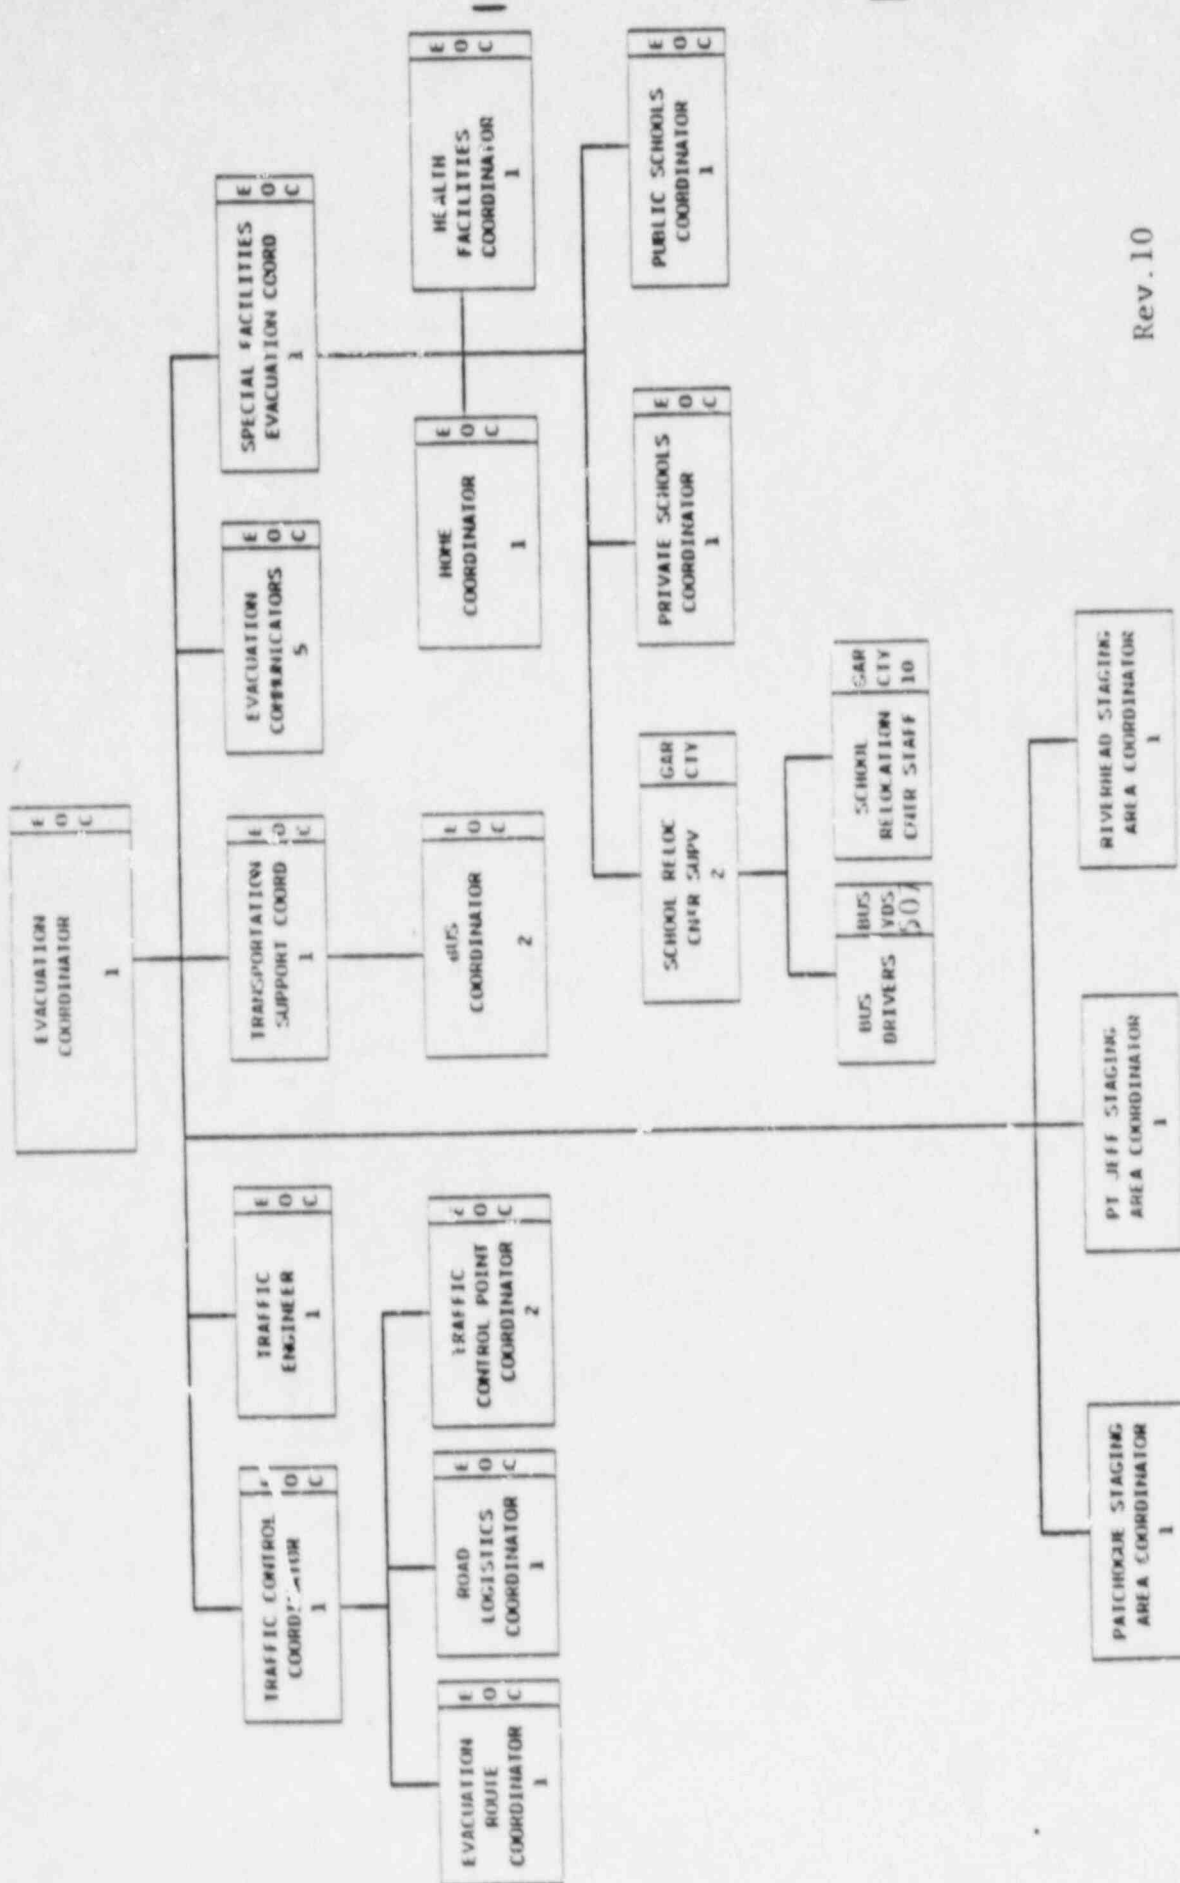 EVACUATION
COORDINATOR
1
E
O
C
TRAFFIC CONTROL
1
O
C
TRAFFIC
ENGINEER
1
E
O
C
TRANSPORTATION
SUPPORT COORD
1
E
O
C
EVACUATION
COMMUNICATORS
5
E
O
C
SPECIAL FACILITIES
EVACUATION COORD
1
E
O
C
EVACUATION
ROUTE
COORDINATOR
1
E
O
C
ROAD
LOGISTICS
COORDINATOR
1
E
O
C
TRAFFIC
CONTROL POINT
COORDINATOR
2
E
O
C
BUS
COORDINATOR
2
E
O
C
HOME
COORDINATOR
1
E
O
C
HEALTH
FACILITIES
COORDINATOR
1
E
O
C
SCHOOL RELOC
CNTR SUPV
2
GAR
CTY
PRIVATE SCHOOLS
COORDINATOR
1
E
O
C
PUBLIC SCHOOLS
COORDINATOR
1
E
O
C
BUS
DRIVERS
BUS
YDS
507
SCHOOL
RELOCATION
CNTR STAFF
GAR
CTY
10
PATCHOGUE STAGING
AREA COORDINATOR
1
PT JEFF STAGING
AREA COORDINATOR
1
RIVERHEAD STAGING
AREA COORDINATOR
1
Rev. 10